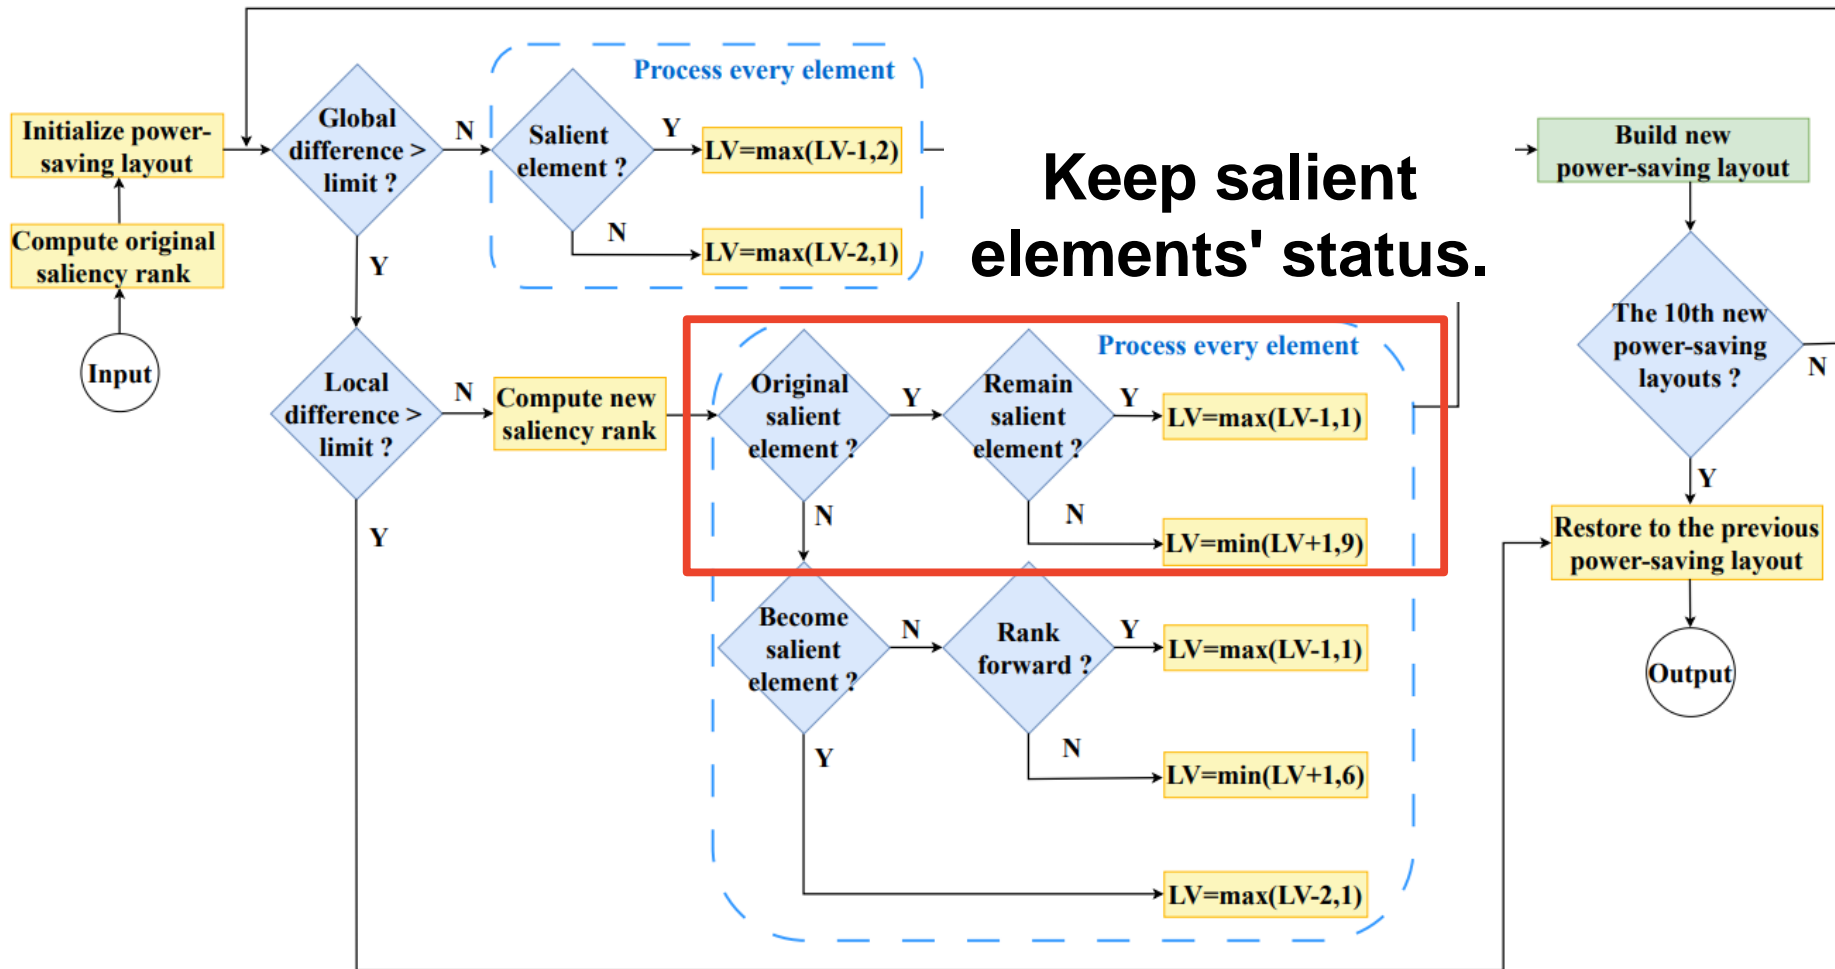 Process every element
Initialize power-
saving layout
Global
difference >
limit ?
N
Salient
element ?
Y
LV=max(LV-1,2)
N
LV=max(LV-2,1)
Keep salient
elements' status.
Build new
power-saving layout
Compute original
saliency rank
Input
Y
Local
difference >
limit ?
N
Compute new
saliency rank
Process every element
Original
salient
element ?
Y
Remain
salient
element ?
Y
LV=max(LV-1,1)
N
LV=min(LV+1,9)
N
Become
salient
element ?
N
Rank
forward ?
Y
LV=max(LV-1,1)
N
LV=min(LV+1,6)
Y
LV=max(LV-2,1)
Y
The 10th new
power-saving
layouts ?
N
Y
Restore to the previous
power-saving layout
Output